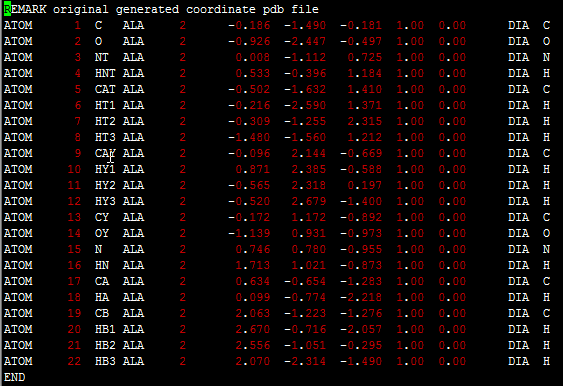 REMARK original generated coordinate pdb file
ATOM 1 C ALA 2 -0.186 -1.490 -0.181 1.00 0.00 DIA C
ATOM 2 O ALA 2 -0.926 -2.447 -0.497 1.00 0.00 DIA O
ATOM 3 NT ALA 2 0.008 -1.112 0.725 1.00 0.00 DIA N
ATOM 4 HNT ALA 2 0.533 -0.396 1.184 1.00 0.00 DIA H
ATOM 5 CAT ALA 2 -0.502 -1.632 1.410 1.00 0.00 DIA C
ATOM 6 HT1 ALA 2 -0.216 -2.590 1.371 1.00 0.00 DIA H
ATOM 7 HT2 ALA 2 -0.309 -1.255 2.315 1.00 0.00 DIA H
ATOM 8 HT3 ALA 2 -1.480 -1.560 1.212 1.00 0.00 DIA H
ATOM 9 CAY ALA 2 -0.096 2.144 -0.669 1.00 0.00 DIA C
ATOM 10 HY1 ALA 2 0.871 2.385 -0.588 1.00 0.00 DIA H
ATOM 11 HY2 ALA 2 -0.565 2.318 0.197 1.00 0.00 DIA H
ATOM 12 HY3 ALA 2 -0.520 2.679 -1.400 1.00 0.00 DIA H
ATOM 13 CY ALA 2 -0.172 1.172 -0.892 1.00 0.00 DIA C
ATOM 14 OY ALA 2 -1.139 0.931 -0.973 1.00 0.00 DIA O
ATOM 15 N ALA 2 0.746 0.780 -0.955 1.00 0.00 DIA N
ATOM 16 HN ALA 2 1.713 1.021 -0.873 1.00 0.00 DIA H
ATOM 17 CA ALA 2 0.634 -0.654 -1.283 1.00 0.00 DIA C
ATOM 18 HA ALA 2 0.099 -0.774 -2.218 1.00 0.00 DIA H
ATOM 19 CB ALA 2 2.063 -1.223 -1.276 1.00 0.00 DIA C
ATOM 20 HB1 ALA 2 2.670 -0.716 -2.057 1.00 0.00 DIA H
ATOM 21 HB2 ALA 2 2.556 -1.051 -0.295 1.00 0.00 DIA H
ATOM 22 HB3 ALA 2 2.070 -2.314 -1.490 1.00 0.00 DIA H
END